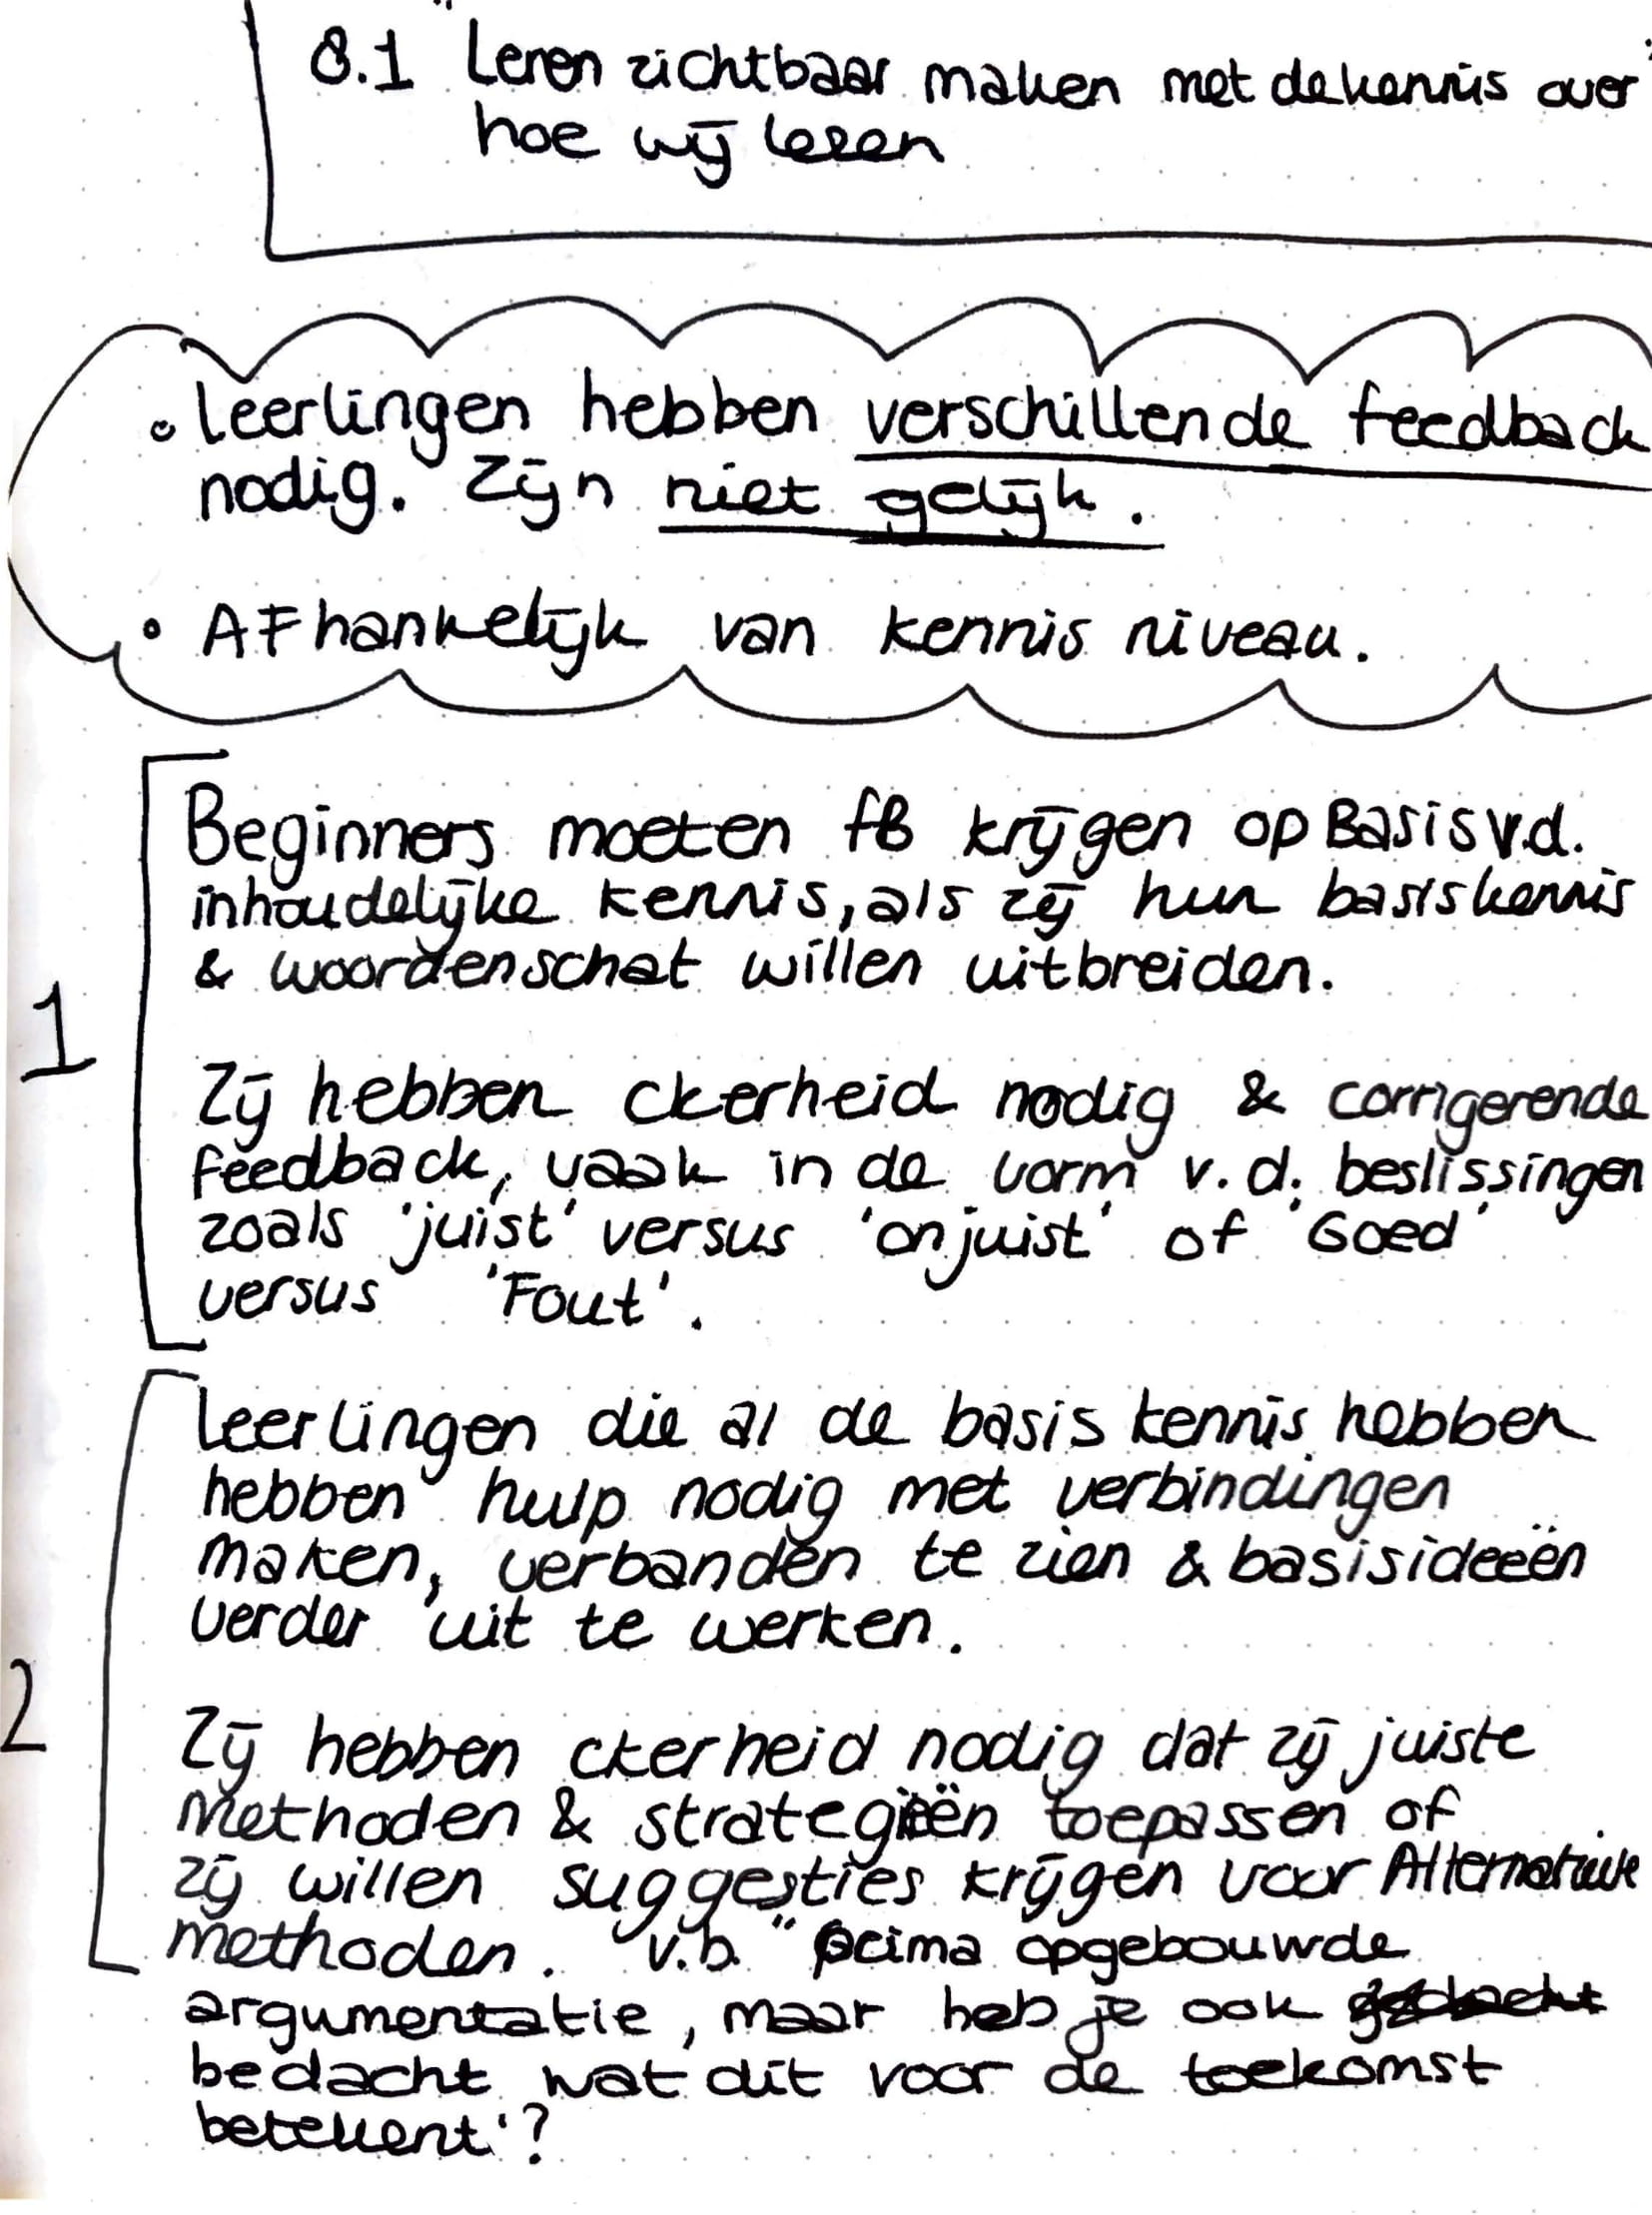 8.1 Leren zichtbaar maken met de kennis over
hoe wij leren
• Leerlingen hebben verschillende feedback
nodig. Zijn niet gelijk.
• Afhankelijk van kennis niveau.
Beginners moeten fB krijgen op Basis v.d.
inhoudelijke kennis, als zij hun basiskennis
& woordenschat willen uitbreiden.
1
Zij hebben ckerheid nodig & corrigerende
feedback, vaak in de vorm v.d. beslissingen
zoals 'juist' versus 'onjuist' of 'Goed'
versus 'Fout'.
Leerlingen die al de basis kennis hebben
hebben hulp nodig met verbindingen
maken, verbanden te zien & basisideeën
verder uit te werken.
2
Zij hebben ckerheid nodig dat zij juiste
Methoden & strategieën toepassen of
zij willen suggesties krijgen voor Alternatieve
methoden. v.b. "prima opgebouwde
argumentatie, maar heb je ook
bedacht wat dit voor de toekomst
betekent'?